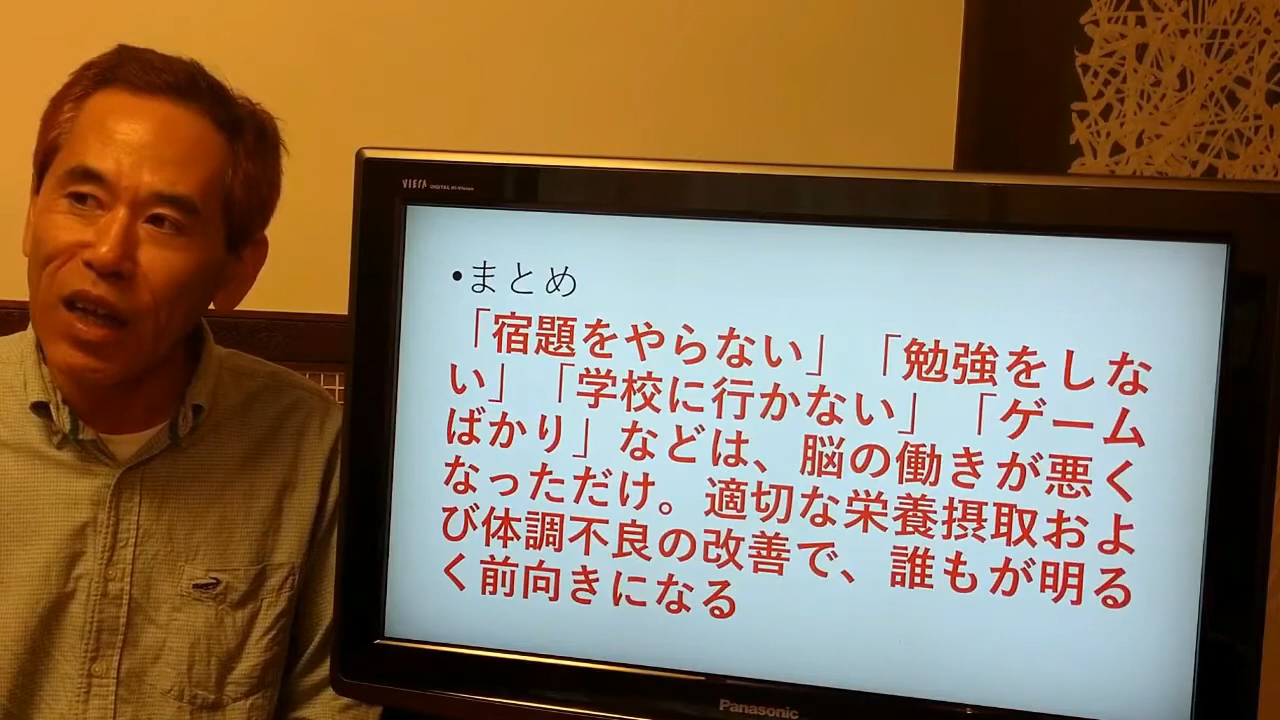 VIERA DIGITAL Hi-Vision
•まとめ
「宿題をやらない」「勉強をしな
い」「学校に行かない」「ゲーム
ばかり」などは、脳の働きが悪く
なっただけ。適切な栄養摂取およ
び体調不良の改善で、誰もが明る
く前向きになる
Panasonic